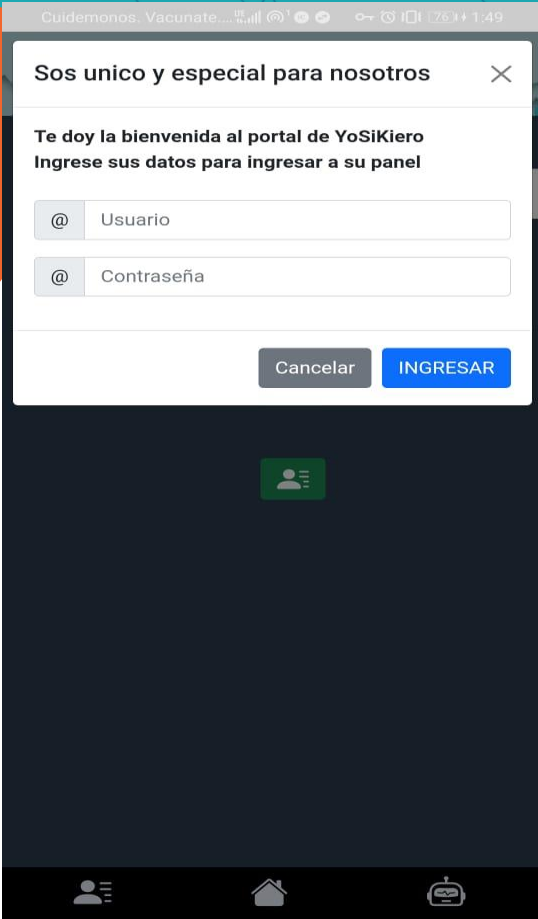 Cuidemonos. Vacunate.... 76 1:49
Sos unico y especial para nosotros
Te doy la bienvenida al portal de YoSiKiero
Ingrese sus datos para ingresar a su panel
@ Usuario
@ Contraseña
Cancelar INGRESAR